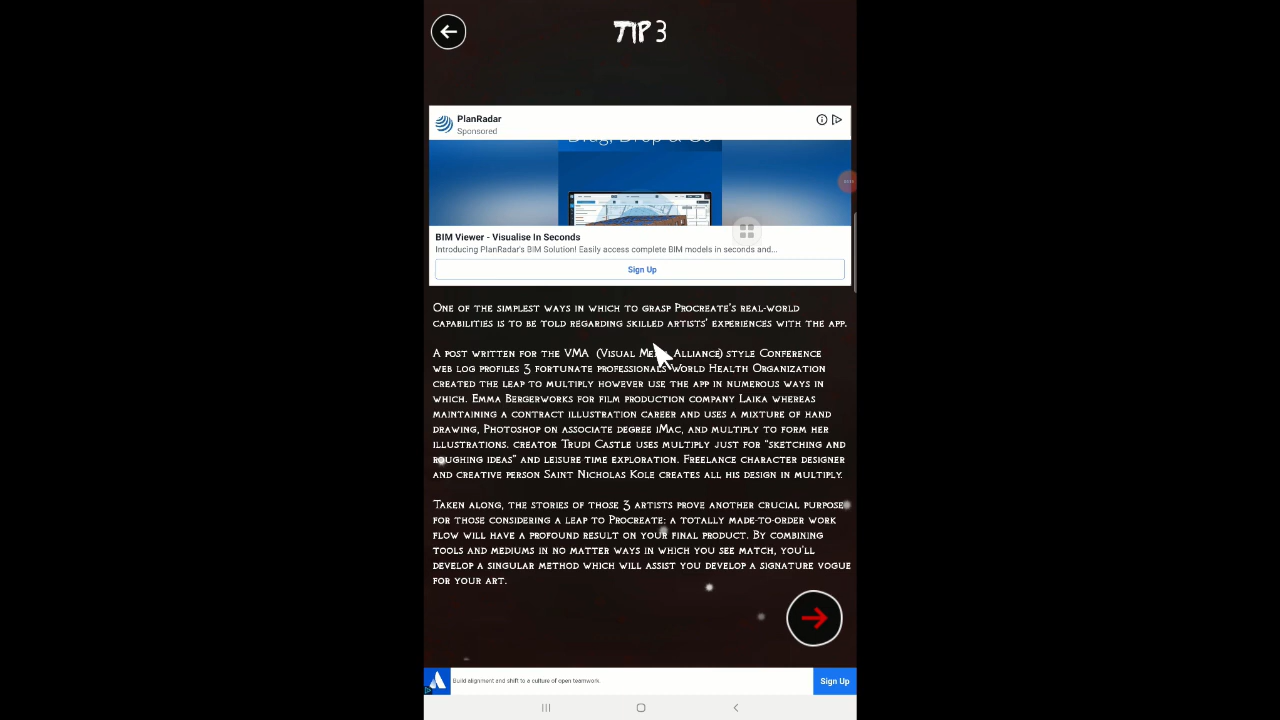 TIP 3
PlanRadar
Sponsored
BIM Viewer - Visualise In Seconds
Introducing PlanRadar's BIM Solution! Easily access complete BIM models in seconds and...
Sign Up
One of the simplest ways in which to grasp Procreate's real-world
capabilities is to be told regarding skilled artists' experiences with the app.
A post written for the VMA (Visual Media Alliance) style Conference
web log profiles 3 fortunate professionals World Health Organization
created the leap to multiply however use the app in numerous ways in
which. Emma Bergerworks for film production company Laika whereas
maintaining a contract illustration career and uses a mixture of hand
drawing, Photoshop on associate degree iMac, and multiply to form her
illustrations. creator Trudi Castle uses multiply just for "sketching and
roughing ideas" and leisure time exploration. Freelance character designer
and creative person Saint Nicholas Kole creates all his design in multiply.
Taken along, the stories of those 3 artists prove another crucial purpose
for those considering a leap to Procreate: a totally made-to-order work
flow will have a profound result on your final product. By combining
tools and mediums in no matter ways in which you see match, you'll
develop a singular method which will assist you develop a signature vogue
for your art.
Build alignment and shift to a culture of open teamwork.
Sign Up